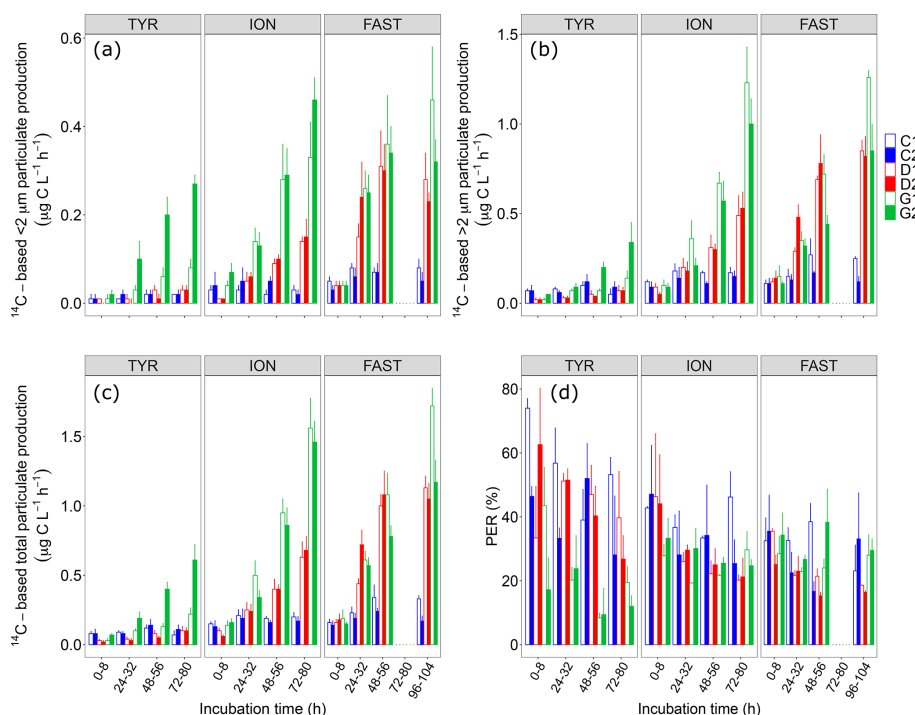 TYR ION FAST
(a)
¹⁴C – based <2 μm particulate production
(μg C L⁻¹ h⁻¹)
0.6
0.4
0.2
0.0
TYR ION FAST
(b)
¹⁴C – based >2 μm particulate production
(μg C L⁻¹ h⁻¹)
1.5
1.0
0.5
0.0
C2
D2
G2
TYR ION FAST
(c)
¹⁴C – based total particulate production
(μg C L⁻¹ h⁻¹)
1.5
1.0
0.5
0.0
0-8 24-32 48-56 72-80 0-8 24-32 48-56 72-80 0-8 24-32 48-56 72-80 96-104
Incubation time (h)
TYR ION FAST
(d)
PER (%)
80
60
40
20
0
0-8 24-32 48-56 72-80 0-8 24-32 48-56 72-80 0-8 24-32 48-56 72-80 96-104
Incubation time (h)